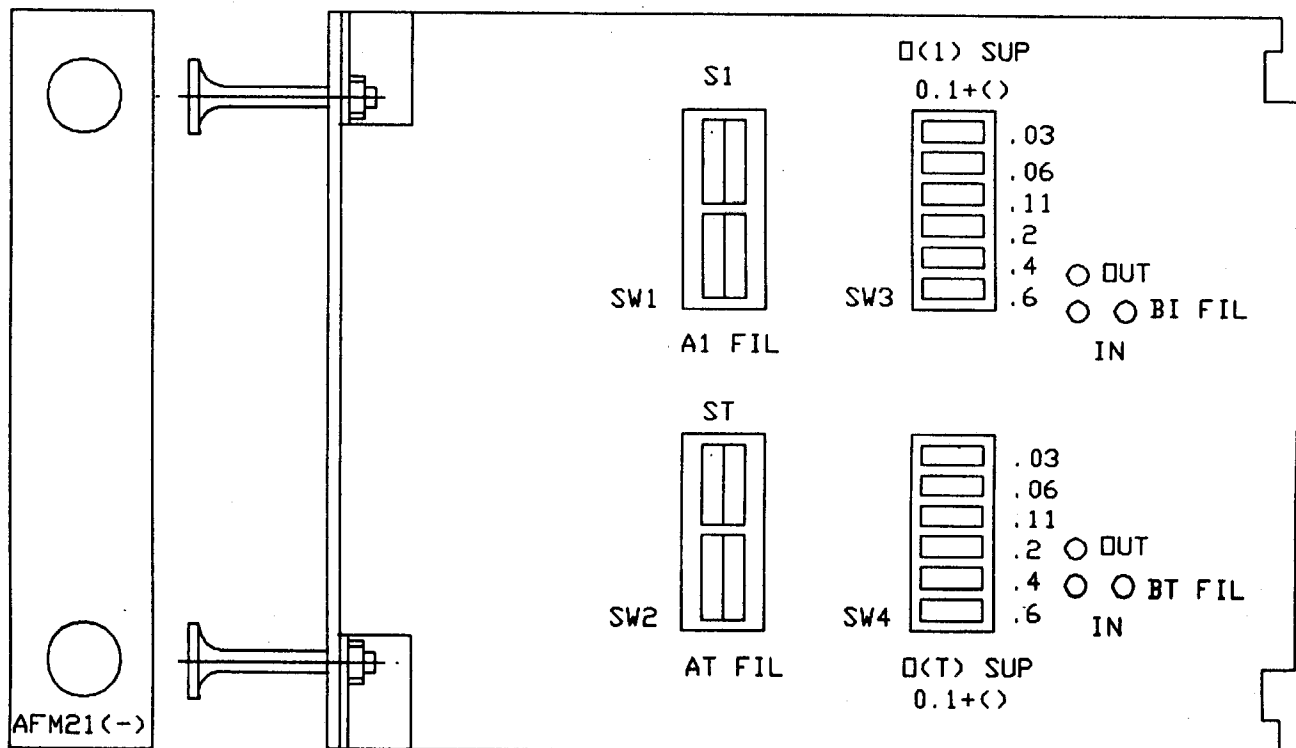 O(1) SUP
S1
0.1+()
.03
.06
.11
.2
.4
.6
OUT
SW1
SW3
BI FIL
A1 FIL
IN
ST
.03
.06
.11
.2
.4
.6
OUT
BT FIL
SW2
SW4
IN
AT FIL
O(T) SUP
0.1+()
AFM21(-)